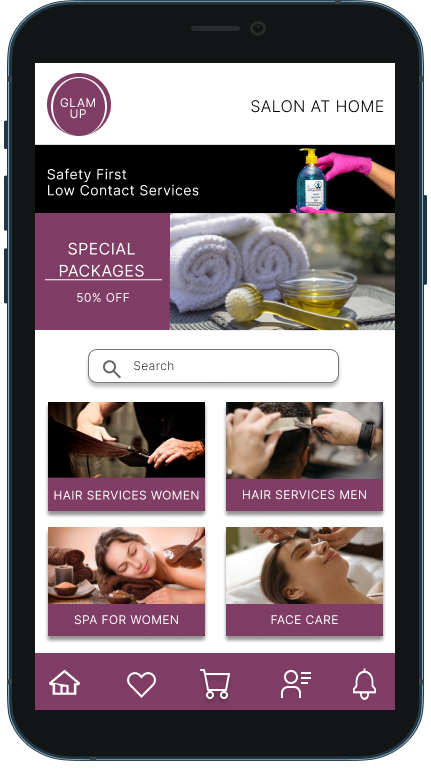 GLAM
UP
SALON AT HOME
Safety First
Low Contact Services
SPECIAL
PACKAGES
50% OFF
Search
HAIR SERVICES WOMEN
HAIR SERVICES MEN
SPA FOR WOMEN
FACE CARE